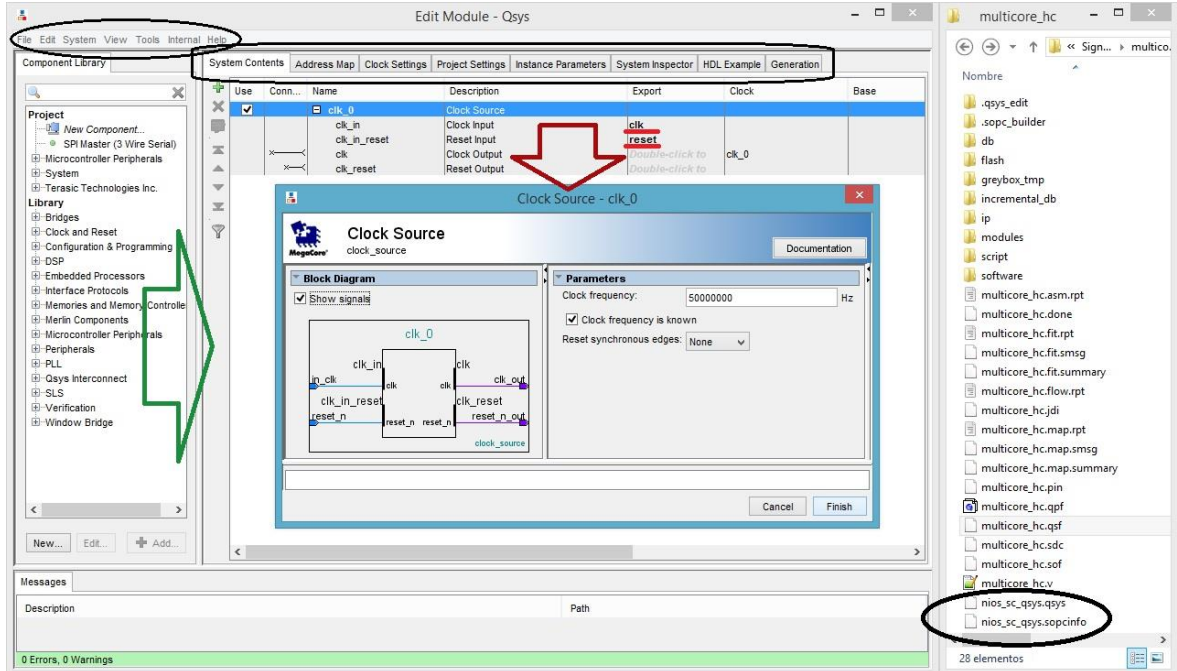 Edit Module - Qsys
File Edit System View Tools Internal Help
Component Library
Project
New Component...
SPI Master (3 Wire Serial)
Microcontroller Peripherals
System
Terasic Technologies Inc.
Library
Bridges
Clock and Reset
Configuration & Programming
DSP
Embedded Processors
Interface Protocols
Memories and Memory Controlle
Merlin Components
Microcontroller Peripherals
Peripherals
PLL
Qsys Interconnect
SLS
Verification
Window Bridge
New... Edit... Add...
System Contents Address Map Clock Settings Project Settings Instance Parameters System Inspector HDL Example Generation
Use Conn... Name Description Export Clock Base
clk_0 Clock Source
clk_in Clock Input clk
clk_in_reset Reset Input reset
clk Clock Output Double-click to clk_0
clk_reset Reset Output Double-click to
Clock Source - clk_0
Clock Source
MegaCore' clock_source
Documentation
Block Diagram
Show signals
clk_0
clk_in clk
in_clk clk clk clk_out
clk_in_reset clk_reset
reset_n reset_n reset_n reset_n_out
clock_source
Parameters
Clock frequency: 50000000 Hz
Clock frequency is known
Reset synchronous edges: None
Cancel Finish
Messages
Description Path
0 Errors, 0 Warnings
multicore_hc
« Sign... multico.
Nombre
.qsys_edit
.sopc_builder
db
flash
greybox_tmp
incremental_db
ip
modules
script
software
multicore_hc.asm.rpt
multicore_hc.done
multicore_hc.fit.rpt
multicore_hc.fit.smsg
multicore_hc.fit.summary
multicore_hc.flow.rpt
multicore_hc.jdi
multicore_hc.map.rpt
multicore_hc.map.smsg
multicore_hc.map.summary
multicore_hc.pin
multicore_hc.qpf
multicore_hc.qsf
multicore_hc.sdc
multicore_hc.sof
multicore_hc.v
nios_sc_qsys.qsys
nios_sc_qsys.sopcinfo
28 elementos